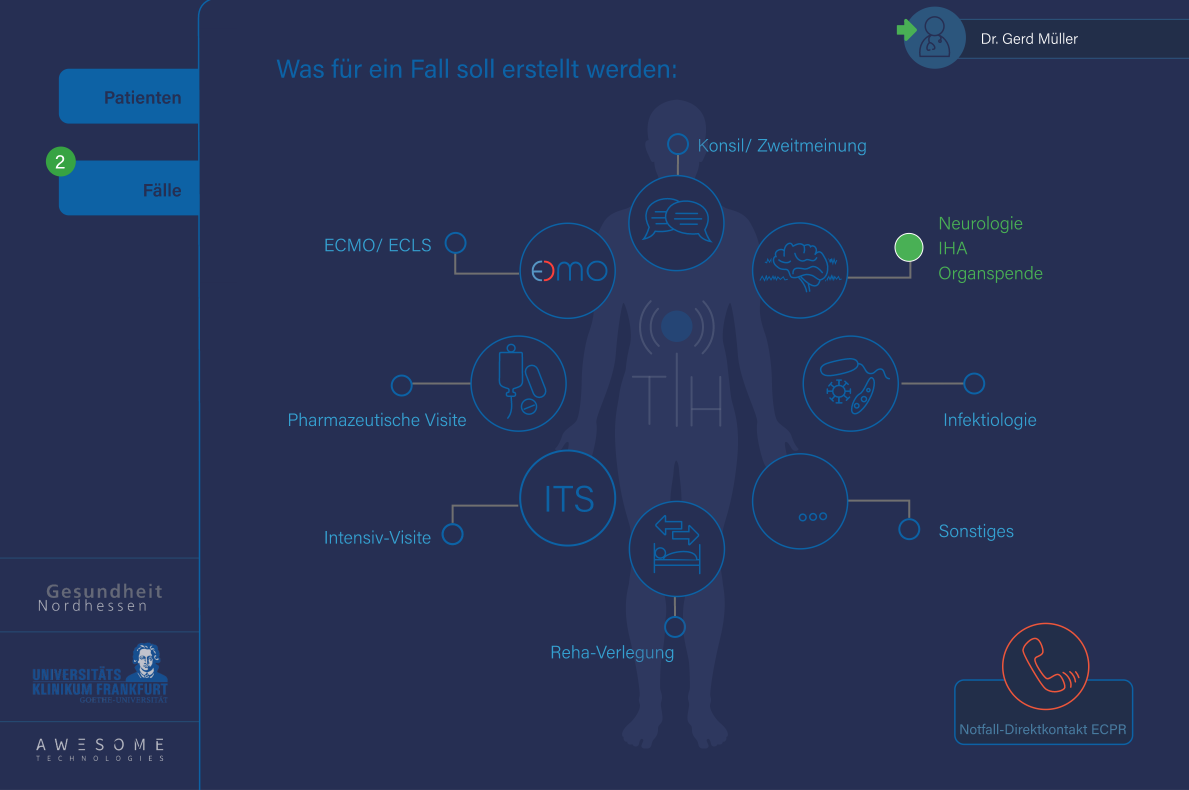 Dr. Gerd Müller
Was für ein Fall soll erstellt werden:
Patienten
2
Fälle
Konsil/ Zweitmeinung
ECMO/ ECLS
ECMO
Neurologie
IHA
Organspende
TH
Pharmazeutische Visite
Infektiologie
ITS
Intensiv-Visite
Sonstiges
Reha-Verlegung
Notfall-Direktkontakt ECPR
Gesundheit
Nordhessen
UNIVERSITÄTS
KLINIKUM FRANKFURT
GOETHE-UNIVERSITÄT
AWESOME
TECHNOLOGIES